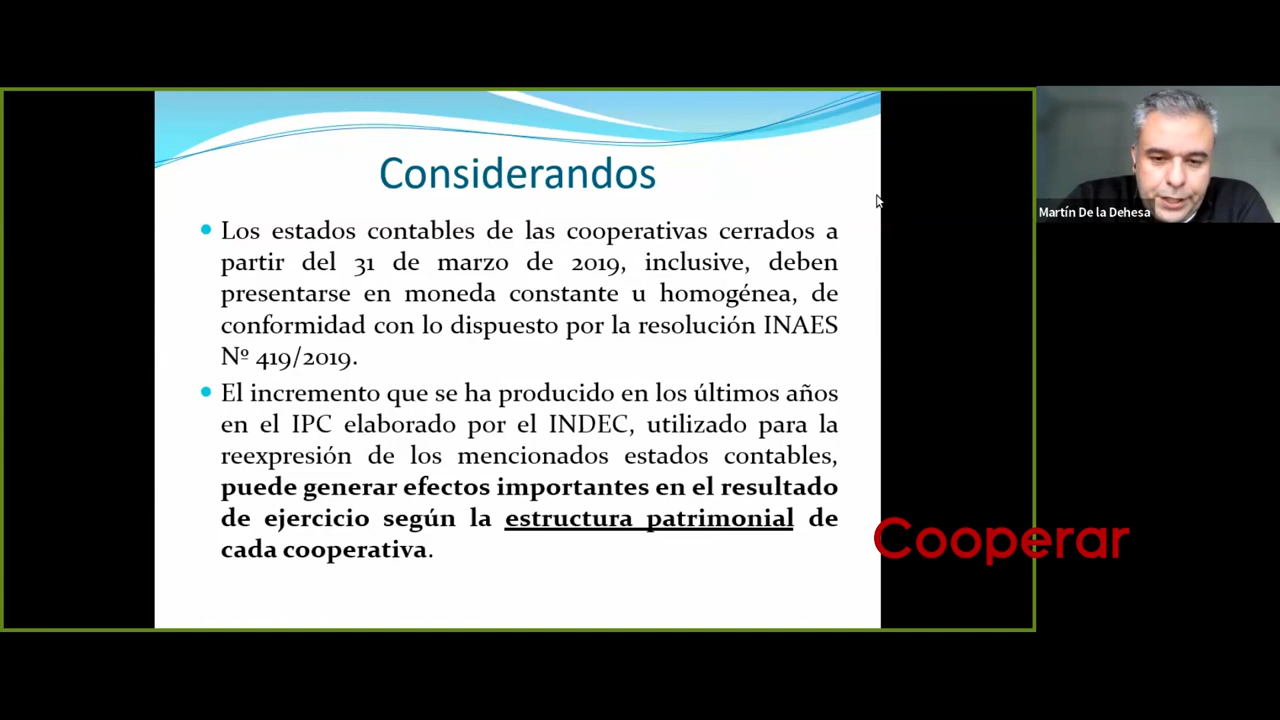 Considerandos
Los estados contables de las cooperativas cerrados a
partir del 31 de marzo de 2019, inclusive, deben
presentarse en moneda constante u homogénea, de
conformidad con lo dispuesto por la resolución INAES
Nº 419/2019.
El incremento que se ha producido en los últimos años
en el IPC elaborado por el INDEC, utilizado para la
reexpresión de los mencionados estados contables,
puede generar efectos importantes en el resultado
de ejercicio según la estructura patrimonial de
cada cooperativa.
Martín De la Dehesa
Cooperar